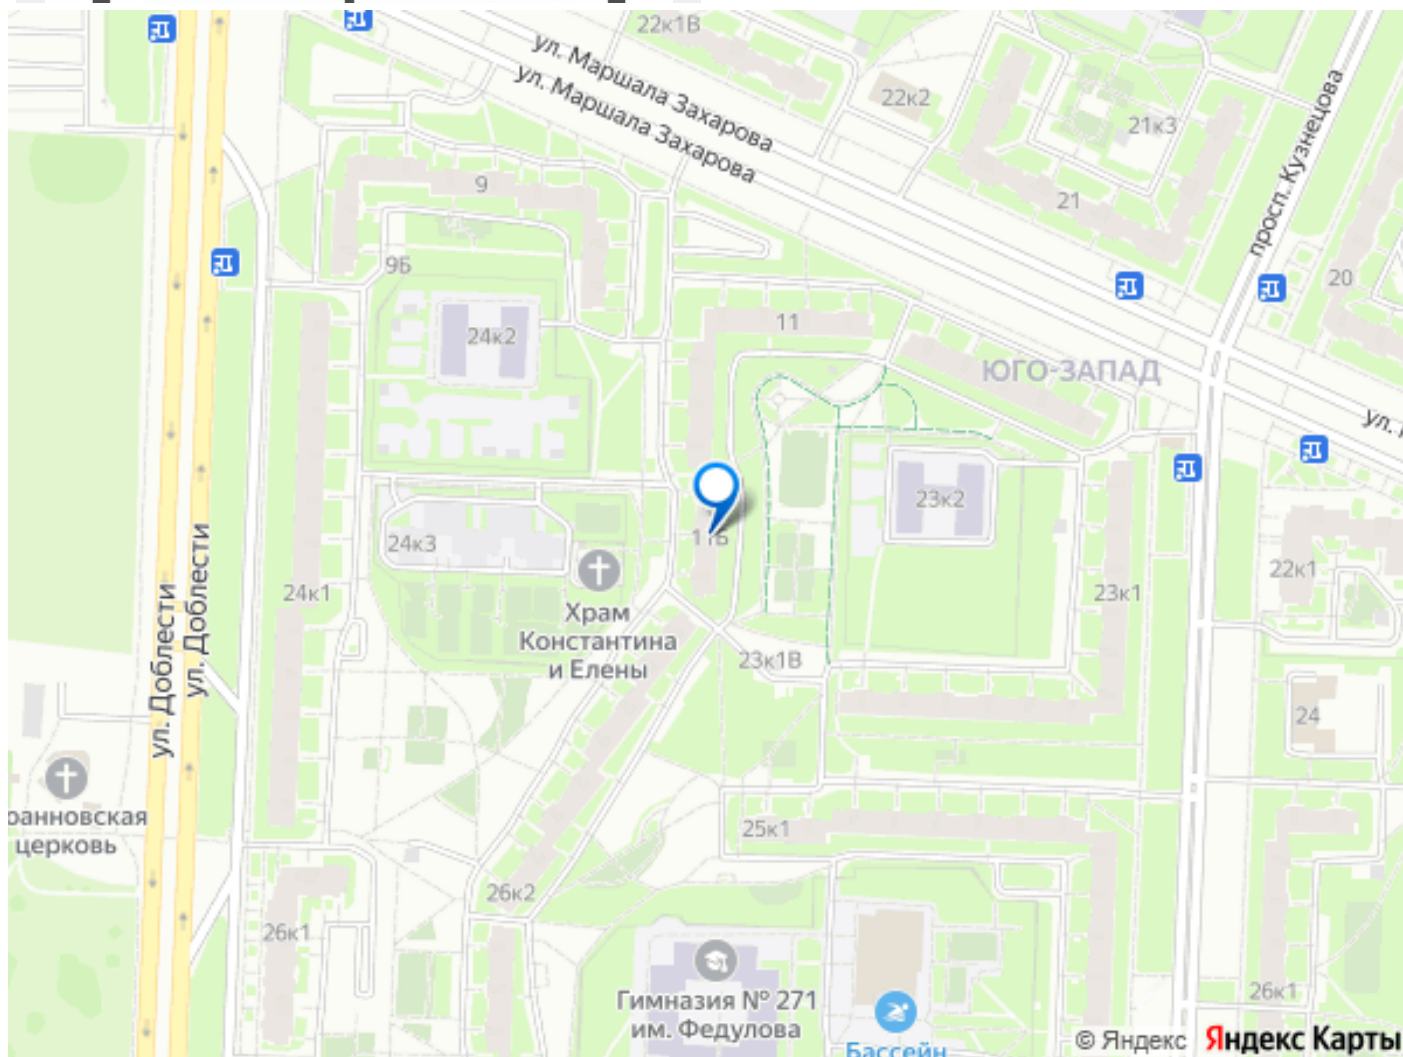 22к1В
ул. Маршала Захарова
ул. Маршала Захарова
22к2
21к3
просп. Кузнецова
9
21
9Б
20
24к2
11
ЮГО-ЗАПАД
ул.
23к2
11Б
24к3
24к1
ул. Доблести
ул. Доблести
Храм
Константина
и Елены
22к1
23к1
23к1В
24
оанновская
церковь
25к1
26к2
26к1
Гимназия № 271
им. Федулова
26к1
Бассейн
© Яндекс Яндекс Карты